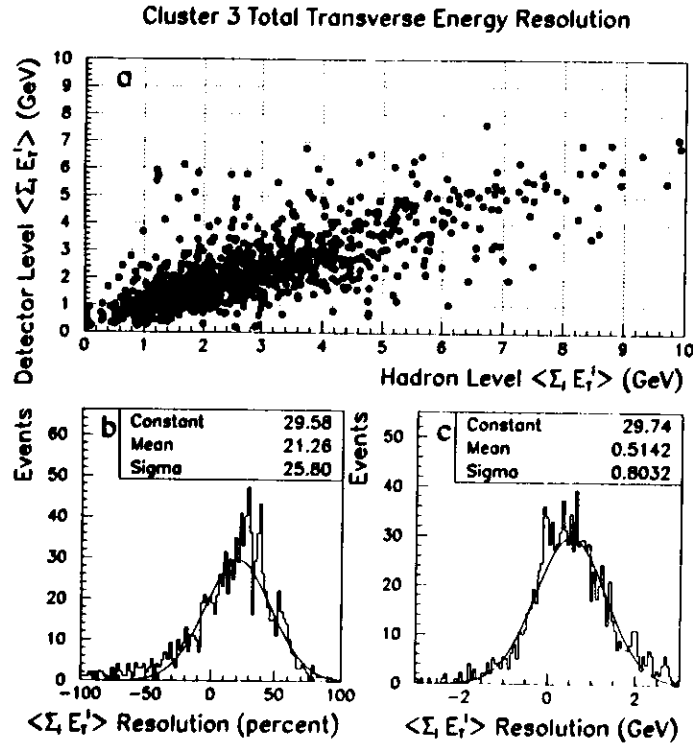 Cluster 3 Total Transverse Energy Resolution
Detector Level <Σᵢ E_Tⁱ> (GeV)
10
9
8
7
6
5
4
3
2
1
0
a
0 1 2 3 4 5 6 7 8 9 10
Hadron Level <Σᵢ E_Tⁱ> (GeV)
Events
60
50
40
30
20
10
0
b
Constant 29.58
Mean 21.26
Sigma 25.80
-100 -50 0 50 100
<Σᵢ E_Tⁱ> Resolution (percent)
Events
50
40
30
20
10
0
c
Constant 29.74
Mean 0.5142
Sigma 0.8032
-2 0 2
<Σᵢ E_Tⁱ> Resolution (GeV)